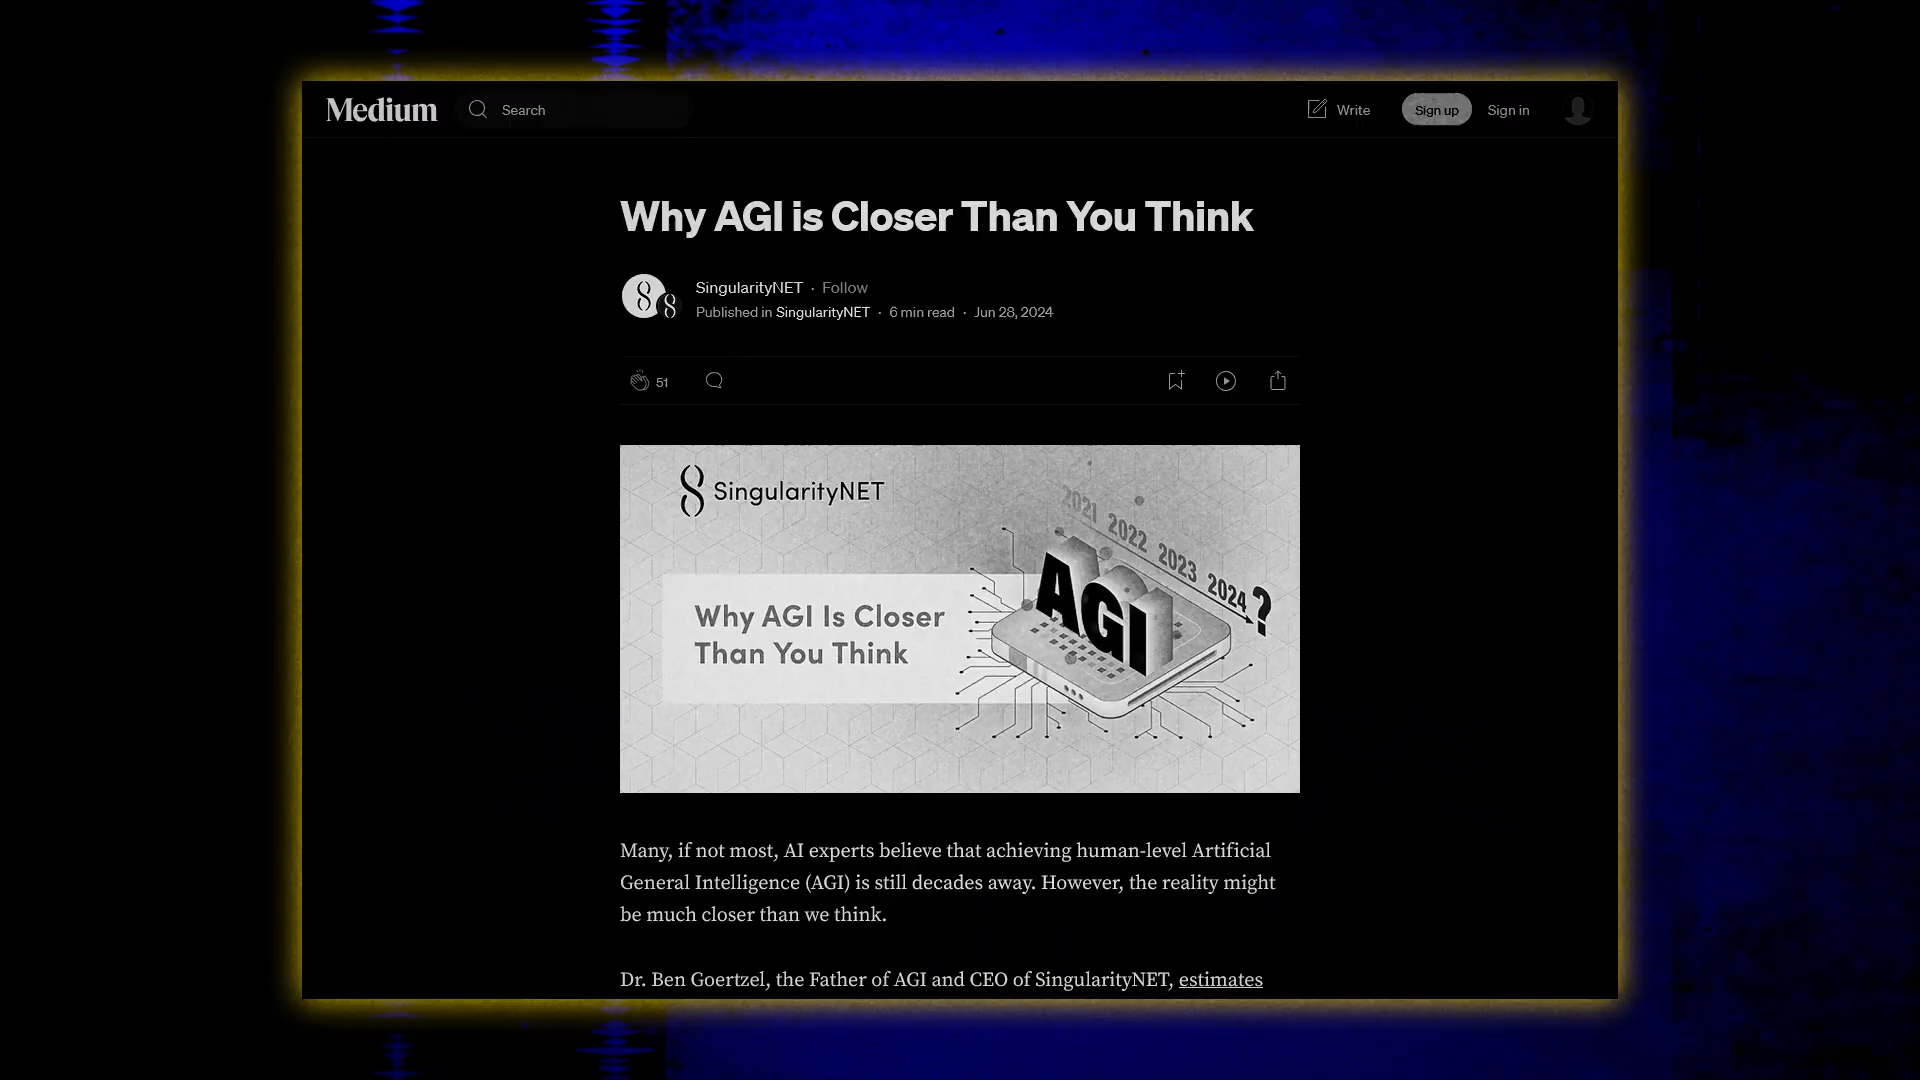 Medium
Search
Write
Sign up
Sign in
Why AGI is Closer Than You Think
SingularityNET · Follow
Published in SingularityNET · 6 min read · Jun 28, 2024
51
SingularityNET
2021 2022 2023 2024 ?
AGI
Why AGI Is Closer
Than You Think
Many, if not most, AI experts believe that achieving human-level Artificial
General Intelligence (AGI) is still decades away. However, the reality might
be much closer than we think.
Dr. Ben Goertzel, the Father of AGI and CEO of SingularityNET, estimates